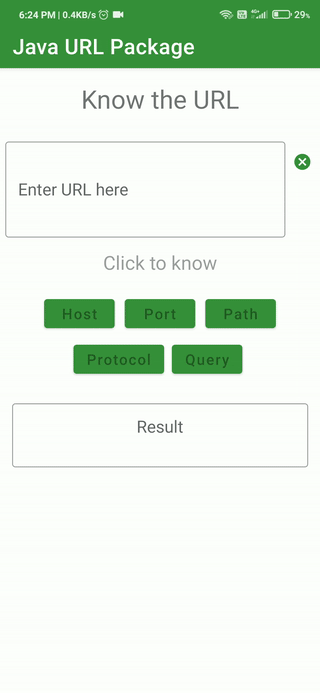 6:24 PM | 0.4KB/s 29%
Java URL Package
Know the URL
Enter URL here
Click to know
Host Port Path
Protocol Query
Result